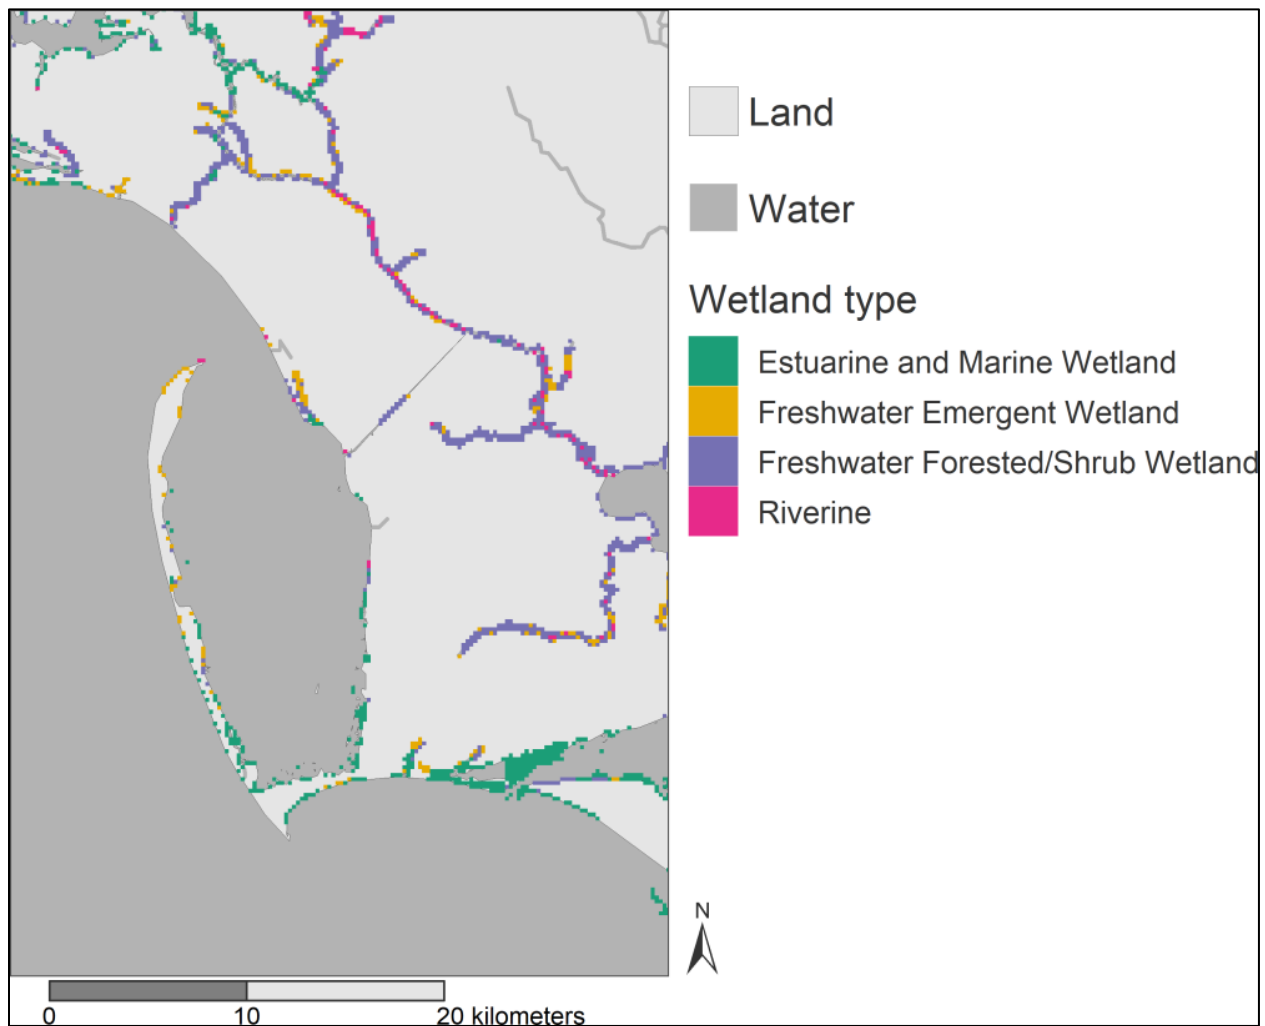 Land
Water
Wetland type
Estuarine and Marine Wetland
Freshwater Emergent Wetland
Freshwater Forested/Shrub Wetland
Riverine
N
0 10 20 kilometers